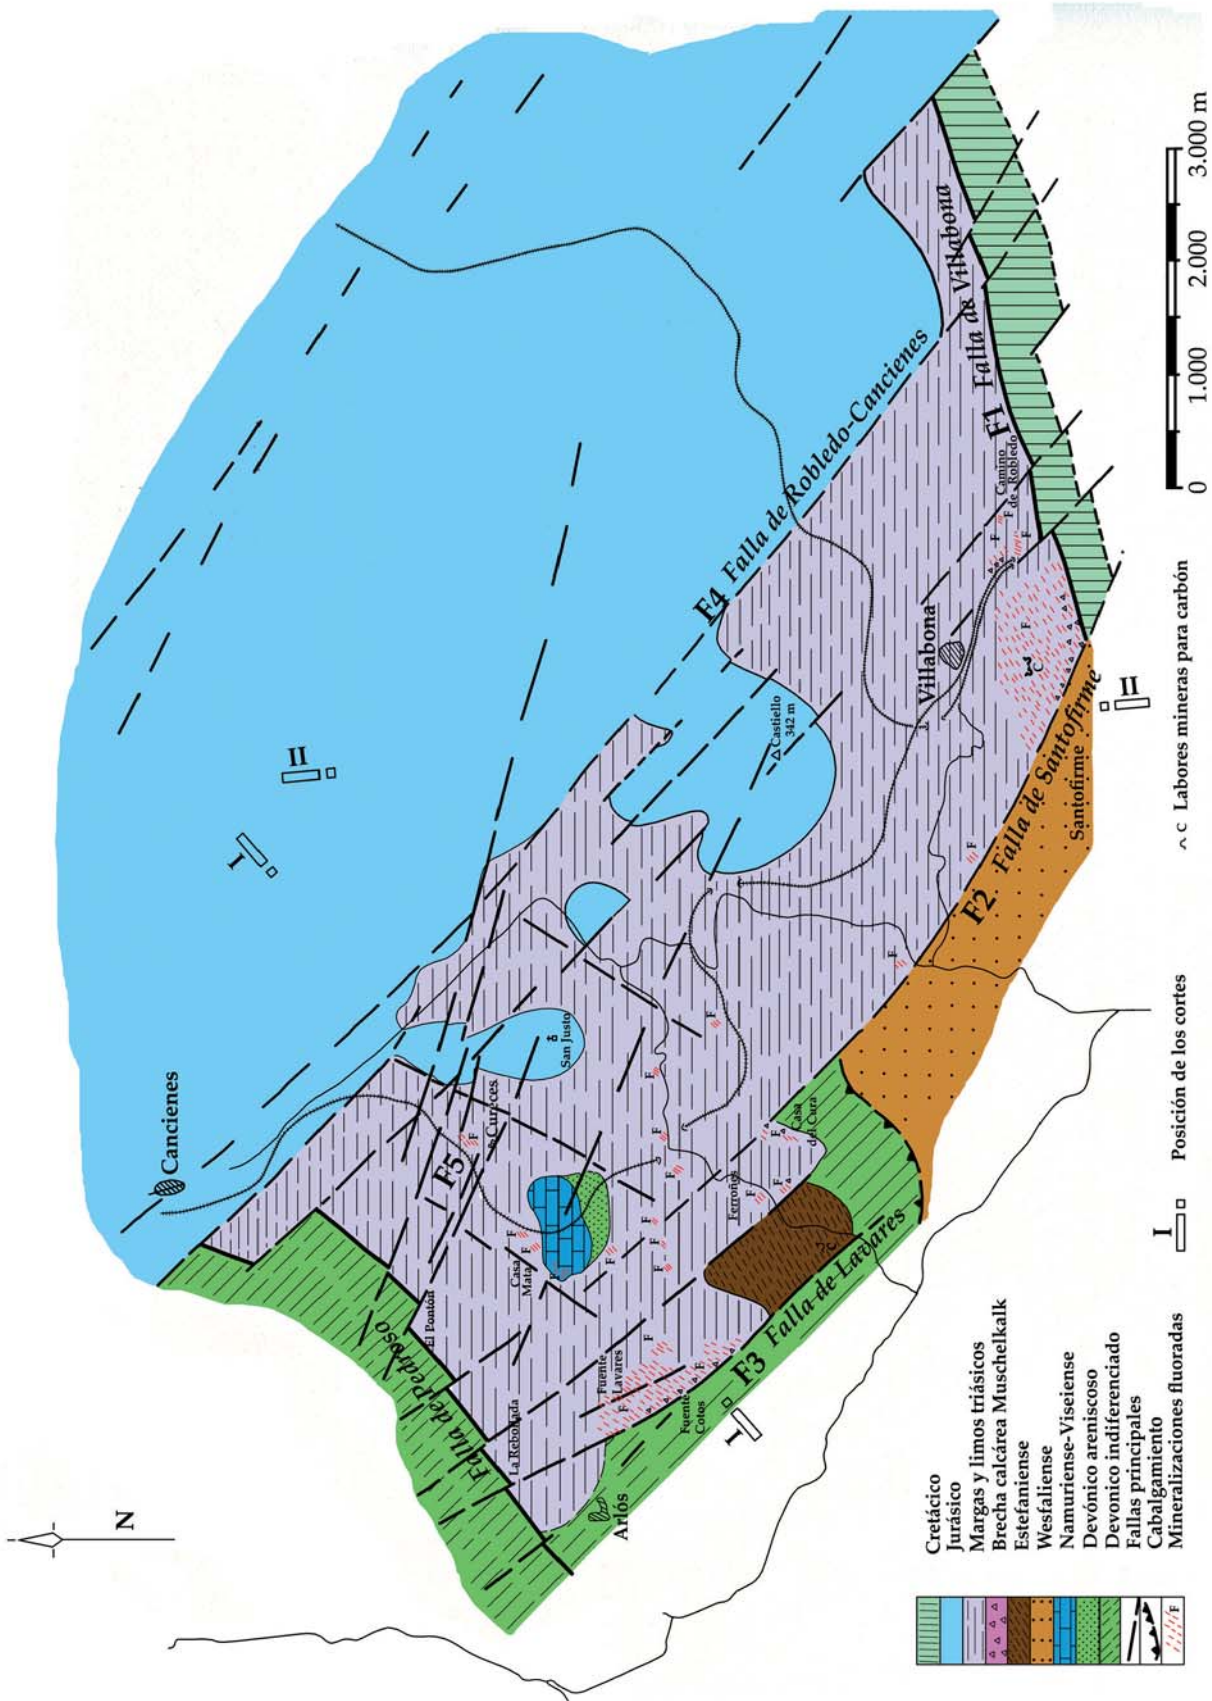 N
Cancienes
I
II
El Pontón
F5
Cureces
San Justo
Falla de Pedroso
La Rebollada
Casa
Mata
F
F4 Falla de Robledo-Cancienes
Castiello
342 m
Arlós
Fuente
Lavares
Fuente
Cotos
Ferroñes
Casa
del Cura
F3 Falla de Lavares
I
Villabona
F2 Falla de Santofirme
Santofirme
C
II
Camino
de Robledo
F1 Falla de Villabona
Cretácico
Jurásico
Margas y limos triásicos
Brecha calcárea Muschelkalk
Estefaniense
Wesfaliense
Namuriense-Viseiense
Devónico areniscoso
Devonico indiferenciado
Fallas principales
Cabalgamiento
F Mineralizaciones fluoradas
I Posición de los cortes
C Labores mineras para carbón
0 1.000 2.000 3.000 m